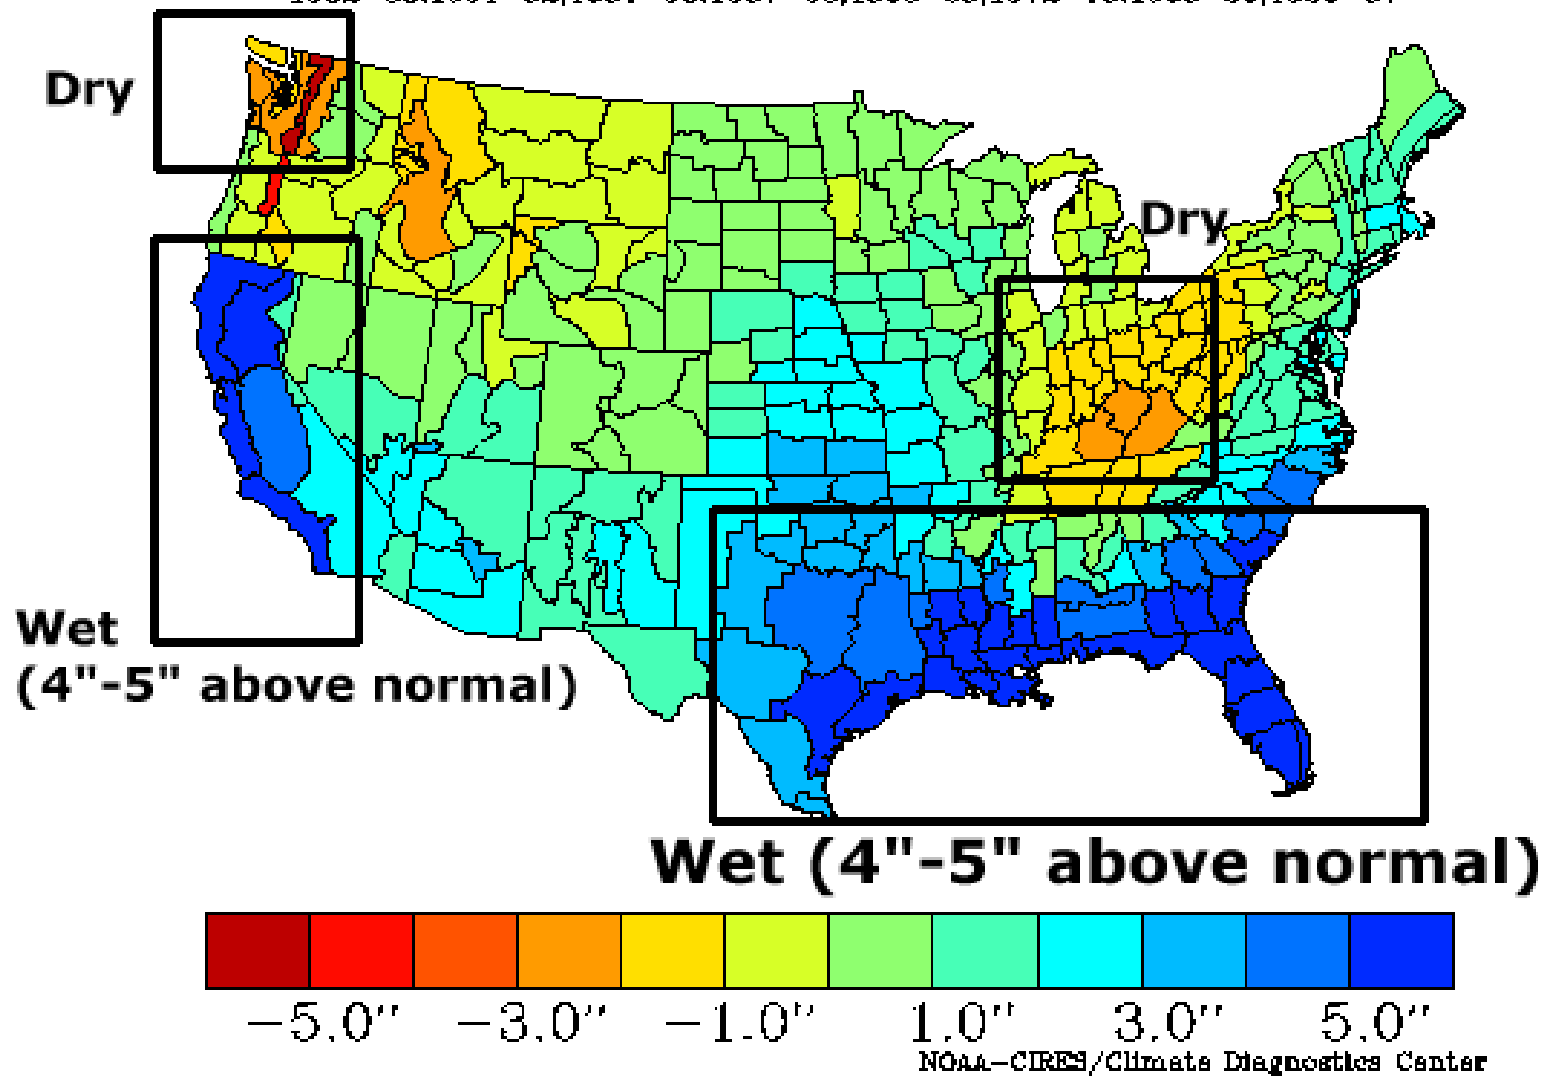 Dry
Dry
Wet
(4"-5" above normal)
Wet (4"-5" above normal)
−5.0" −3.0" −1.0" 1.0" 3.0" 5.0"
NOAA-CIRES/Climate Diagnostics Center